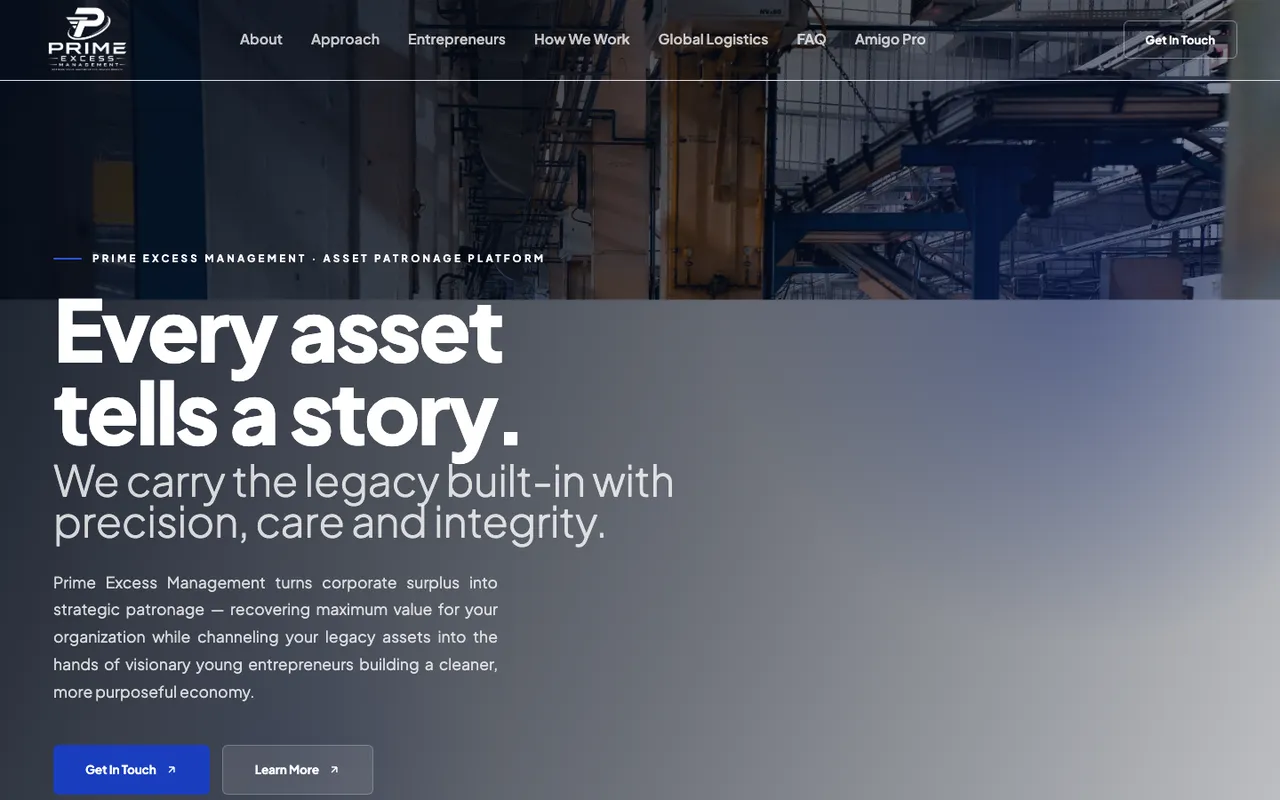 PRIME
EXCESS
MANAGEMENT
About
Approach
Entrepreneurs
How We Work
Global Logistics
FAQ
Amigo Pro
Get In Touch
PRIME EXCESS MANAGEMENT · ASSET PATRONAGE PLATFORM
Every asset
tells a story.
We carry the legacy built-in with
precision, care and integrity.
Prime Excess Management turns corporate surplus into
strategic patronage — recovering maximum value for your
organization while channeling your legacy assets into the
hands of visionary young entrepreneurs building a cleaner,
more purposeful economy.
Get In Touch
Learn More